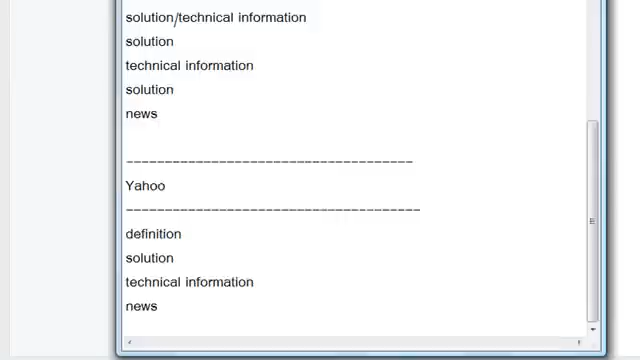 solution/technical information
solution
technical information
solution
news
-------------------------------------
Yahoo
--------------------------------------
definition
solution
technical information
news